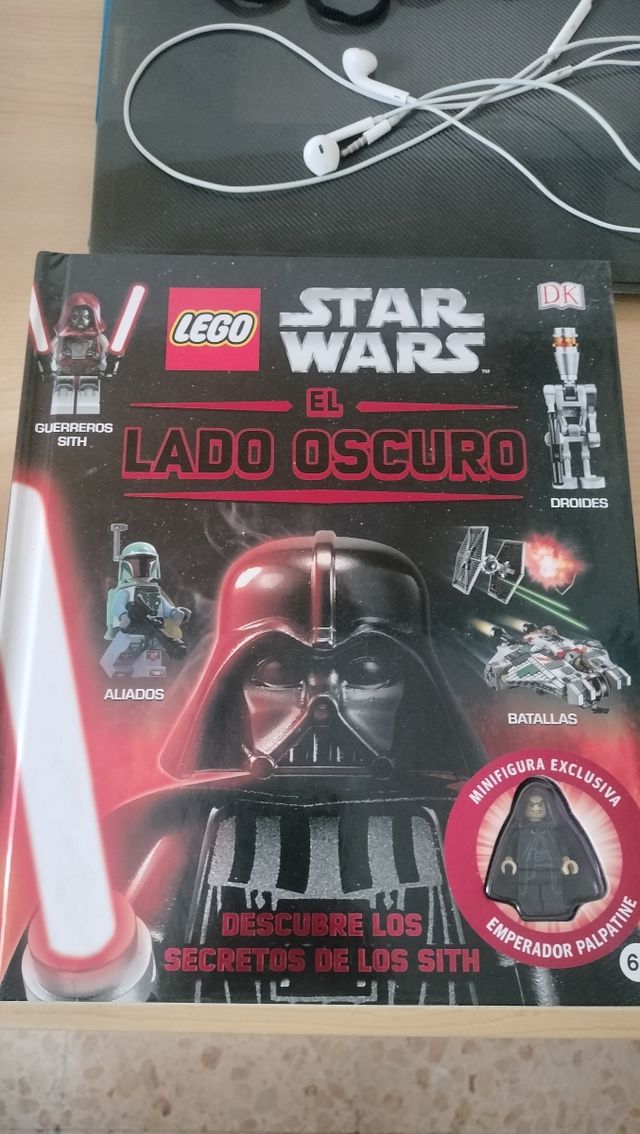 LEGO
STAR
WARS™
DK
EL
LADO OSCURO
GUERREROS
SITH
DROIDES
ALIADOS
BATALLAS
MINIFIGURA EXCLUSIVA
EMPERADOR PALPATINE
DESCUBRE LOS
SECRETOS DE LOS SITH
6